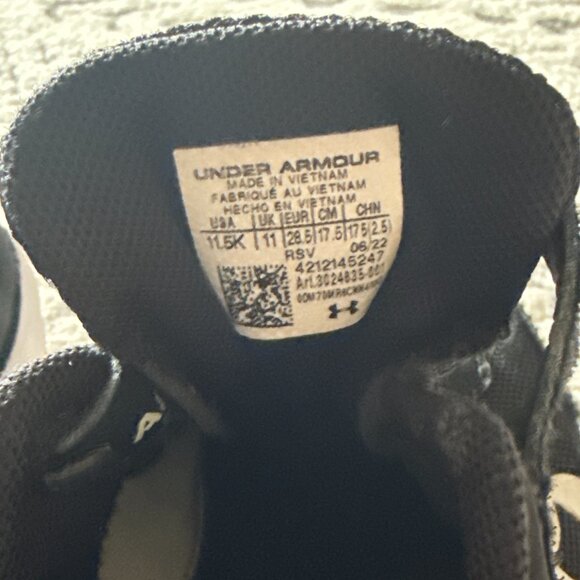 UNDER ARMOUR
MADE IN VIETNAM
FABRIQUÉ AU VIETNAM
HECHO EN VIETNAM
USA UK EUR CM CHN
11.5K 11 28.5 17.5 175(2.5)
RSV 06/22
4212145247
Art.3024835-001